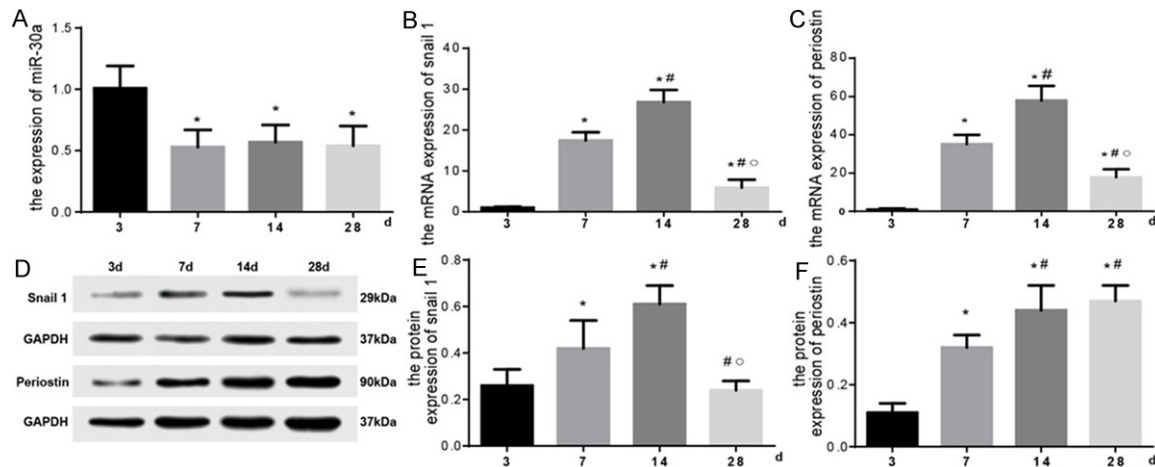 A
the expression of miR-30a
1.5
1.0
0.5
0.0
*
*
*
3 7 14 28 d
B
the mRNA expression of snail 1
40
30
20
10
0
*
*#
*#○
3 7 14 28 d
C
the mRNA expression of periostin
80
60
40
20
0
*
*#
*#○
3 7 14 28 d
D
3d 7d 14d 28d
Snail 1 29kDa
GAPDH 37kDa
Periostin 90kDa
GAPDH 37kDa
E
the protein
expression of snail 1
0.8
0.6
0.4
0.2
0.0
*
*#
#○
3 7 14 28 d
F
the protein
expression of periostin
0.6
0.4
0.2
0.0
*
*#
*#
3 7 14 28 d